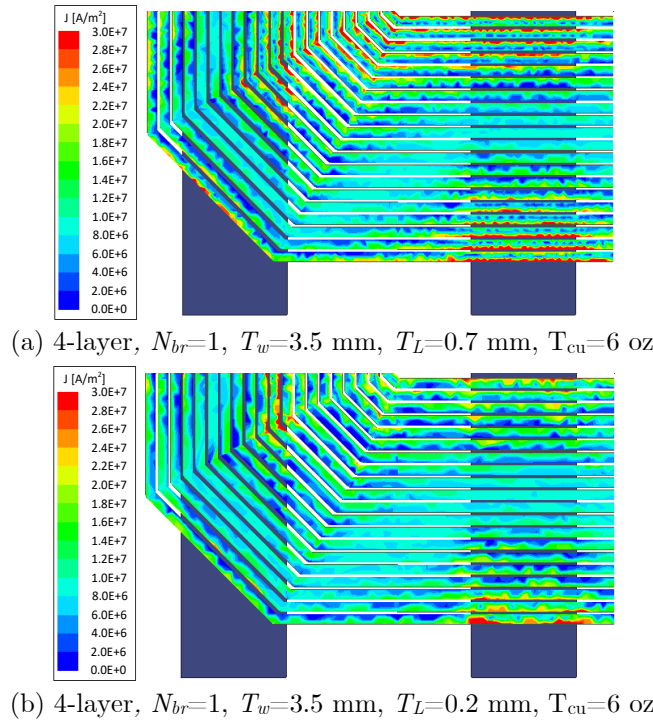 J [A/m²]
3.0E+7
2.8E+7
2.6E+7
2.4E+7
2.2E+7
2.0E+7
1.8E+7
1.6E+7
1.4E+7
1.2E+7
1.0E+7
8.0E+6
6.0E+6
4.0E+6
2.0E+6
0.0E+0
(a) 4-layer, N_br=1, T_w=3.5 mm, T_L=0.7 mm, T_cu=6 oz
J [A/m²]
3.0E+7
2.8E+7
2.6E+7
2.4E+7
2.2E+7
2.0E+7
1.8E+7
1.6E+7
1.4E+7
1.2E+7
1.0E+7
8.0E+6
6.0E+6
4.0E+6
2.0E+6
0.0E+0
(b) 4-layer, N_br=1, T_w=3.5 mm, T_L=0.2 mm, T_cu=6 oz